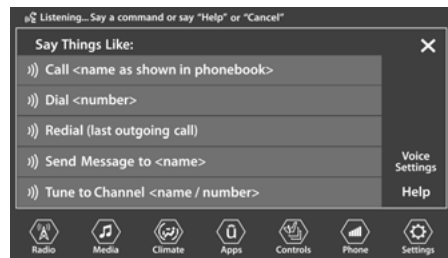 Listening... Say a command or say "Help" or "Cancel"
Say Things Like:
Call <name as shown in phonebook>
Dial <number>
Redial (last outgoing call)
Send Message to <name>
Tune to Channel <name / number>
Voice
Settings
Help
Radio
Media
Climate
Apps
Controls
Phone
Settings